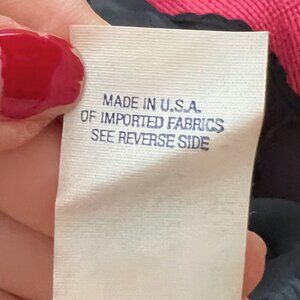 MADE IN U.S.A.
OF IMPORTED FABRICS
SEE REVERSE SIDE